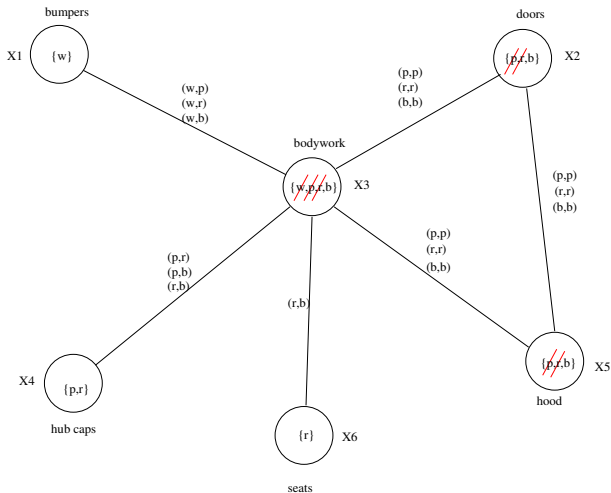 bumpers
doors
X1
{w}
{p,r,b}
X2
(w,p)
(w,r)
(w,b)
(p,p)
(r,r)
(b,b)
bodywork
{w,p,r,b}
X3
(p,p)
(r,r)
(b,b)
(p,p)
(r,r)
(b,b)
(p,r)
(p,b)
(r,b)
(r,b)
X4
{p,r}
hub caps
{p,r,b}
X5
hood
{r}
X6
seats